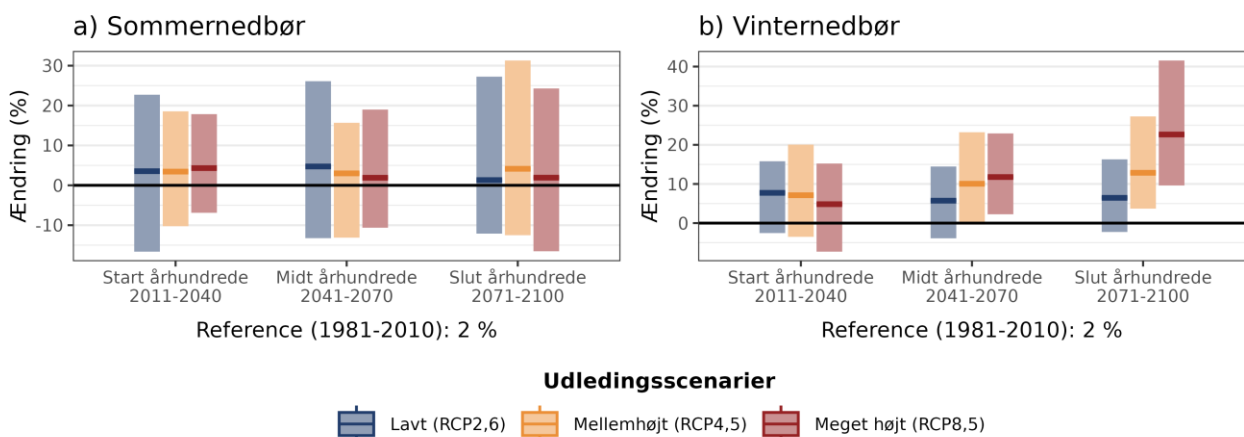 a) Sommernedbør
Ændring (%)
30
20
10
0
-10
Start århundrede
2011-2040
Midt århundrede
2041-2070
Slut århundrede
2071-2100
Reference (1981-2010): 2 %
b) Vinternedbør
Ændring (%)
40
30
20
10
0
Start århundrede
2011-2040
Midt århundrede
2041-2070
Slut århundrede
2071-2100
Reference (1981-2010): 2 %
Udledingsscenarier
Lavt (RCP2,6)
Mellemhøjt (RCP4,5)
Meget højt (RCP8,5)